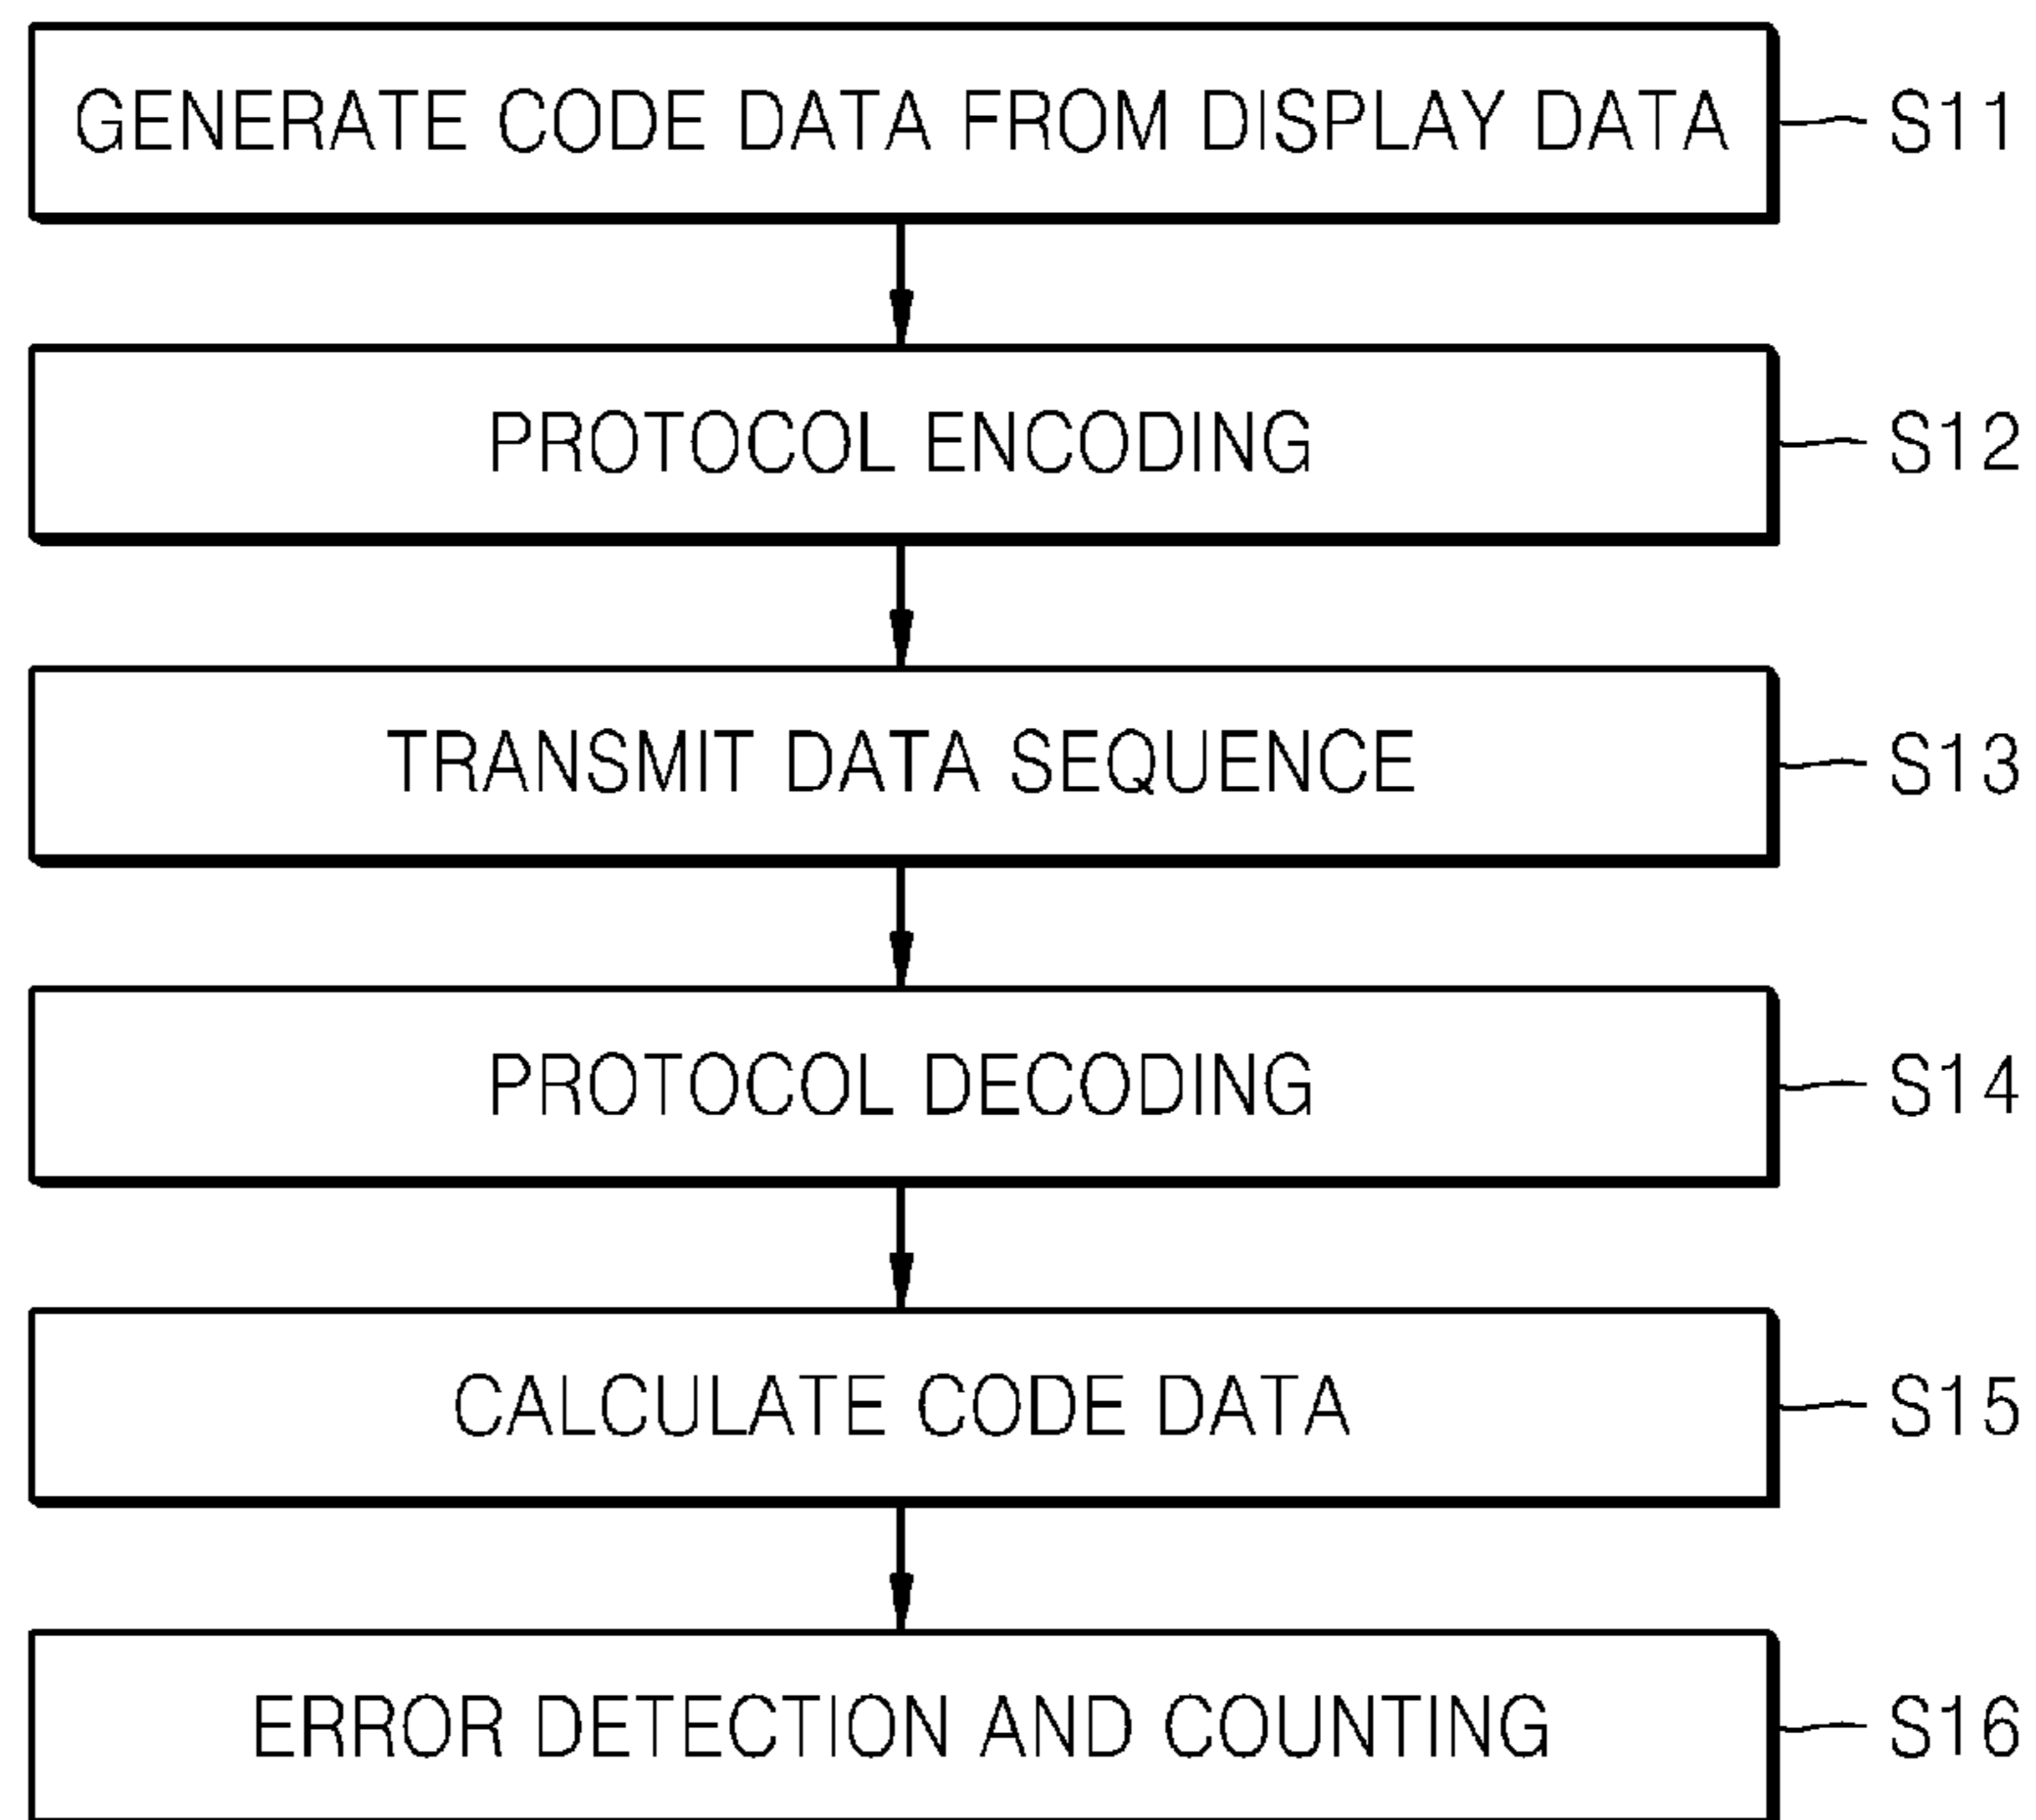 GENERATE CODE DATA FROM DISPLAY DATA S11
PROTOCOL ENCODING S12
TRANSMIT DATA SEQUENCE S13
PROTOCOL DECODING S14
CALCULATE CODE DATA S15
ERROR DETECTION AND COUNTING S16